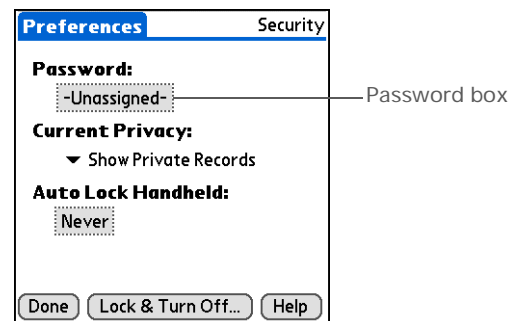 Preferences Security
Password:
-Unassigned- Password box
Current Privacy:
Show Private Records
Auto Lock Handheld:
Never
Done Lock & Turn Off... Help